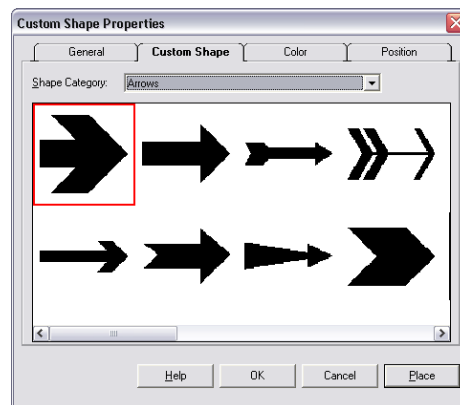 Custom Shape Properties
General Custom Shape Color Position
Shape Category: Arrows
Help OK Cancel Place